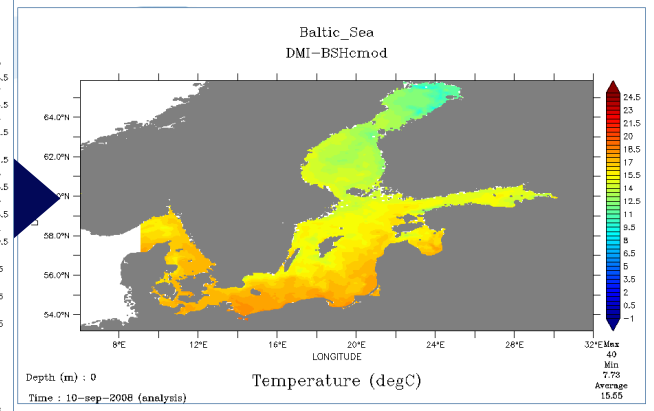 Baltic_Sea
DMI-BSHcmod
64.0°N
62.0°N
60.0°N
58.0°N
56.0°N
54.0°N
8°E 12°E 16°E 20°E 24°E 28°E 32°E
LONGITUDE
24.5
23
21.5
20
18.5
17
15.5
14
12.5
11
9.5
8
6.5
5
3.5
2
0.5
-1
Max
40
Min
7.73
Average
15.55
Depth (m) : 0
Temperature (degC)
Time : 10-sep-2008 (analysis)